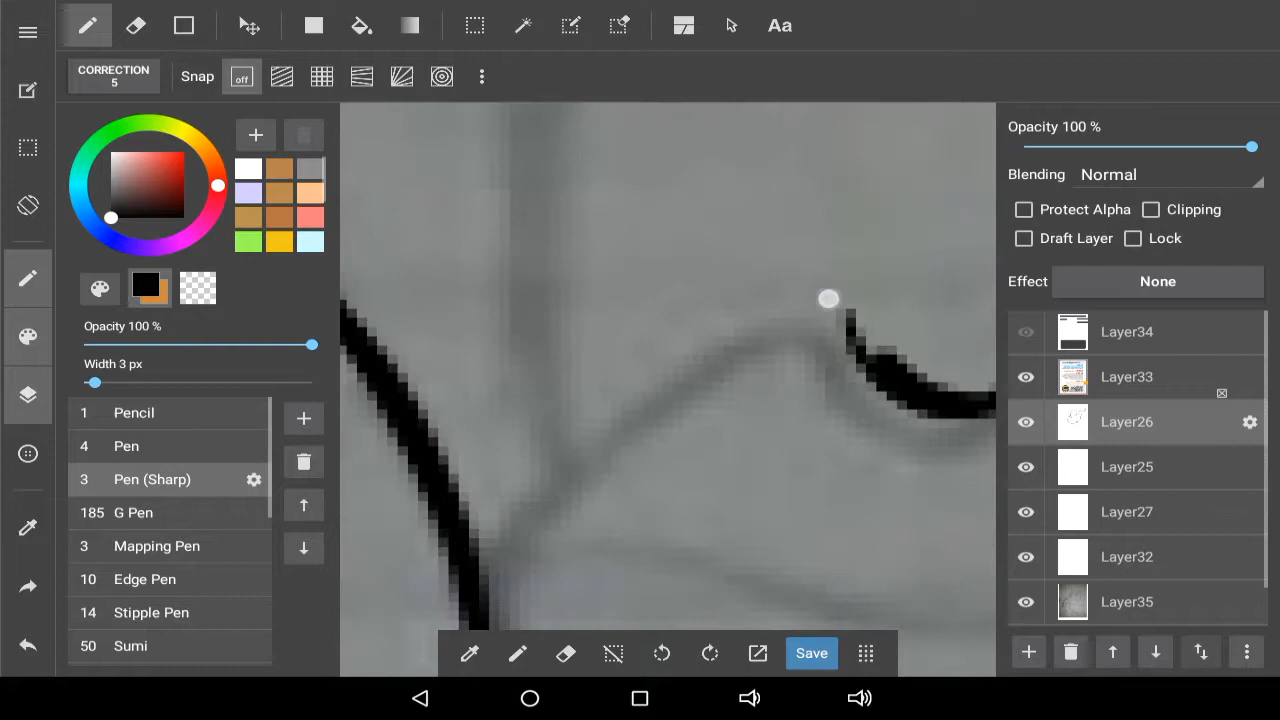 Aa
CORRECTION
5
Snap
off
Opacity 100 %
Blending
Normal
Protect Alpha
Clipping
Draft Layer
Lock
Effect
None
Opacity 100 %
Width 3 px
1 Pencil
4 Pen
3 Pen (Sharp)
185 G Pen
3 Mapping Pen
10 Edge Pen
14 Stipple Pen
50 Sumi
Layer34
Layer33
Layer26
Layer25
Layer27
Layer32
Layer35
Save